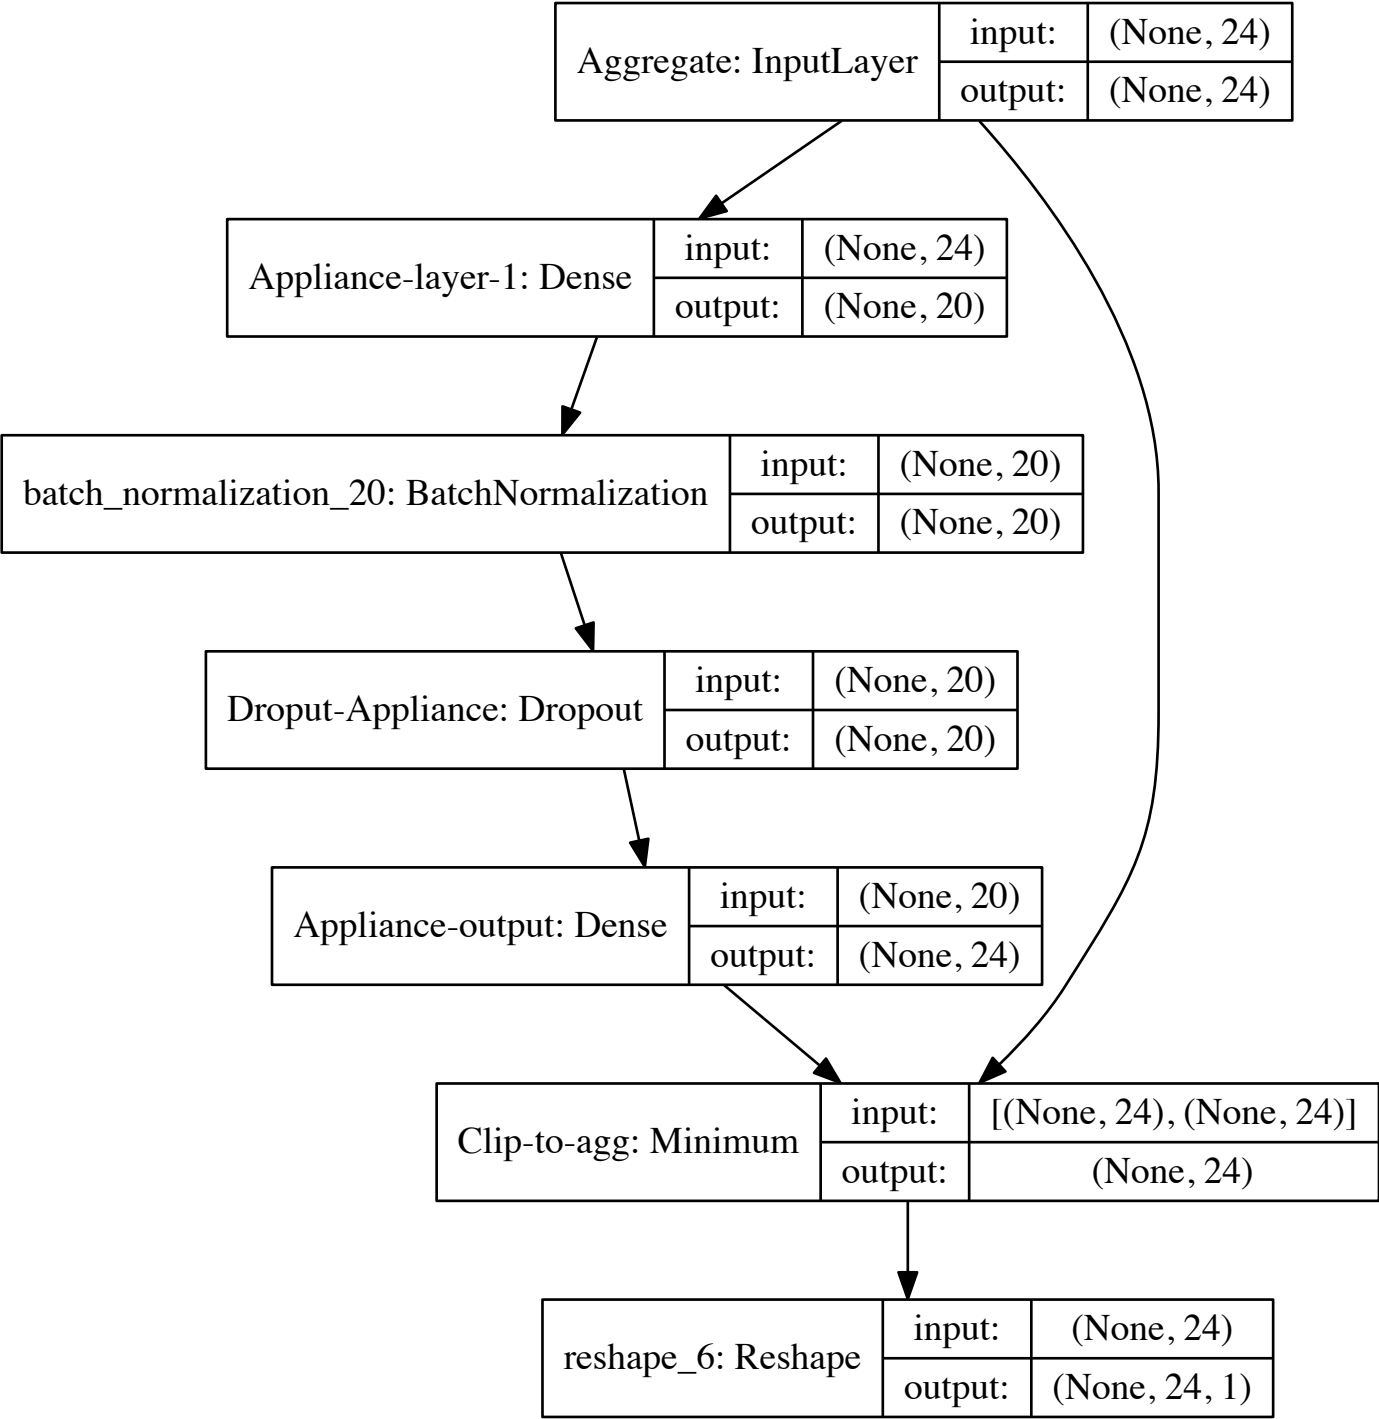 Aggregate: InputLayer
input: (None, 24)
output: (None, 24)
Appliance-layer-1: Dense
input: (None, 24)
output: (None, 20)
batch_normalization_20: BatchNormalization
input: (None, 20)
output: (None, 20)
Droput-Appliance: Dropout
input: (None, 20)
output: (None, 20)
Appliance-output: Dense
input: (None, 20)
output: (None, 24)
Clip-to-agg: Minimum
input: [(None, 24), (None, 24)]
output: (None, 24)
reshape_6: Reshape
input: (None, 24)
output: (None, 24, 1)